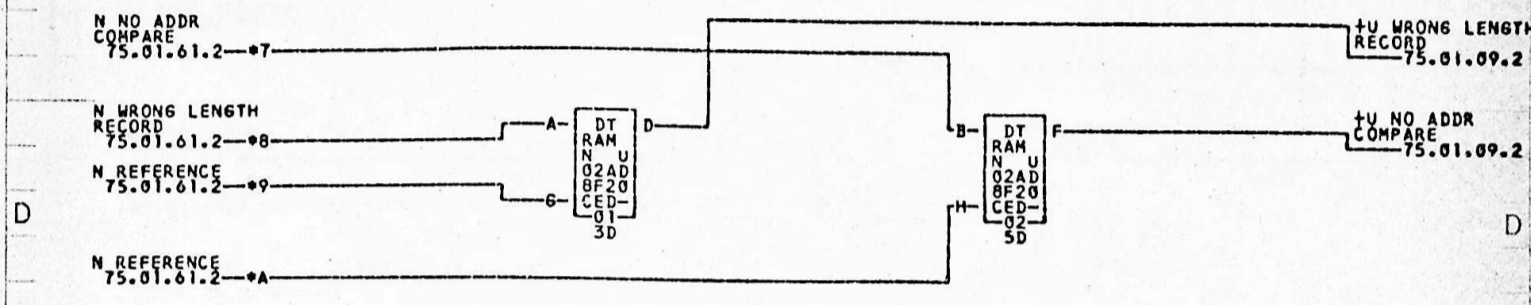 N NO ADDR
COMPARE
75.01.61.2—*7
+U WRONG LENGTH
RECORD
75.01.09.2
N WRONG LENGTH
RECORD
75.01.61.2—*8
N REFERENCE
75.01.61.2—*9
A
G
DT
RAM
N U
02AD
8F20
CED-
01
3D
D
B
H
DT
RAM
N U
02AD
8F20
CED-
02
5D
F
+U NO ADDR
COMPARE
75.01.09.2
D
D
N REFERENCE
75.01.61.2—*A